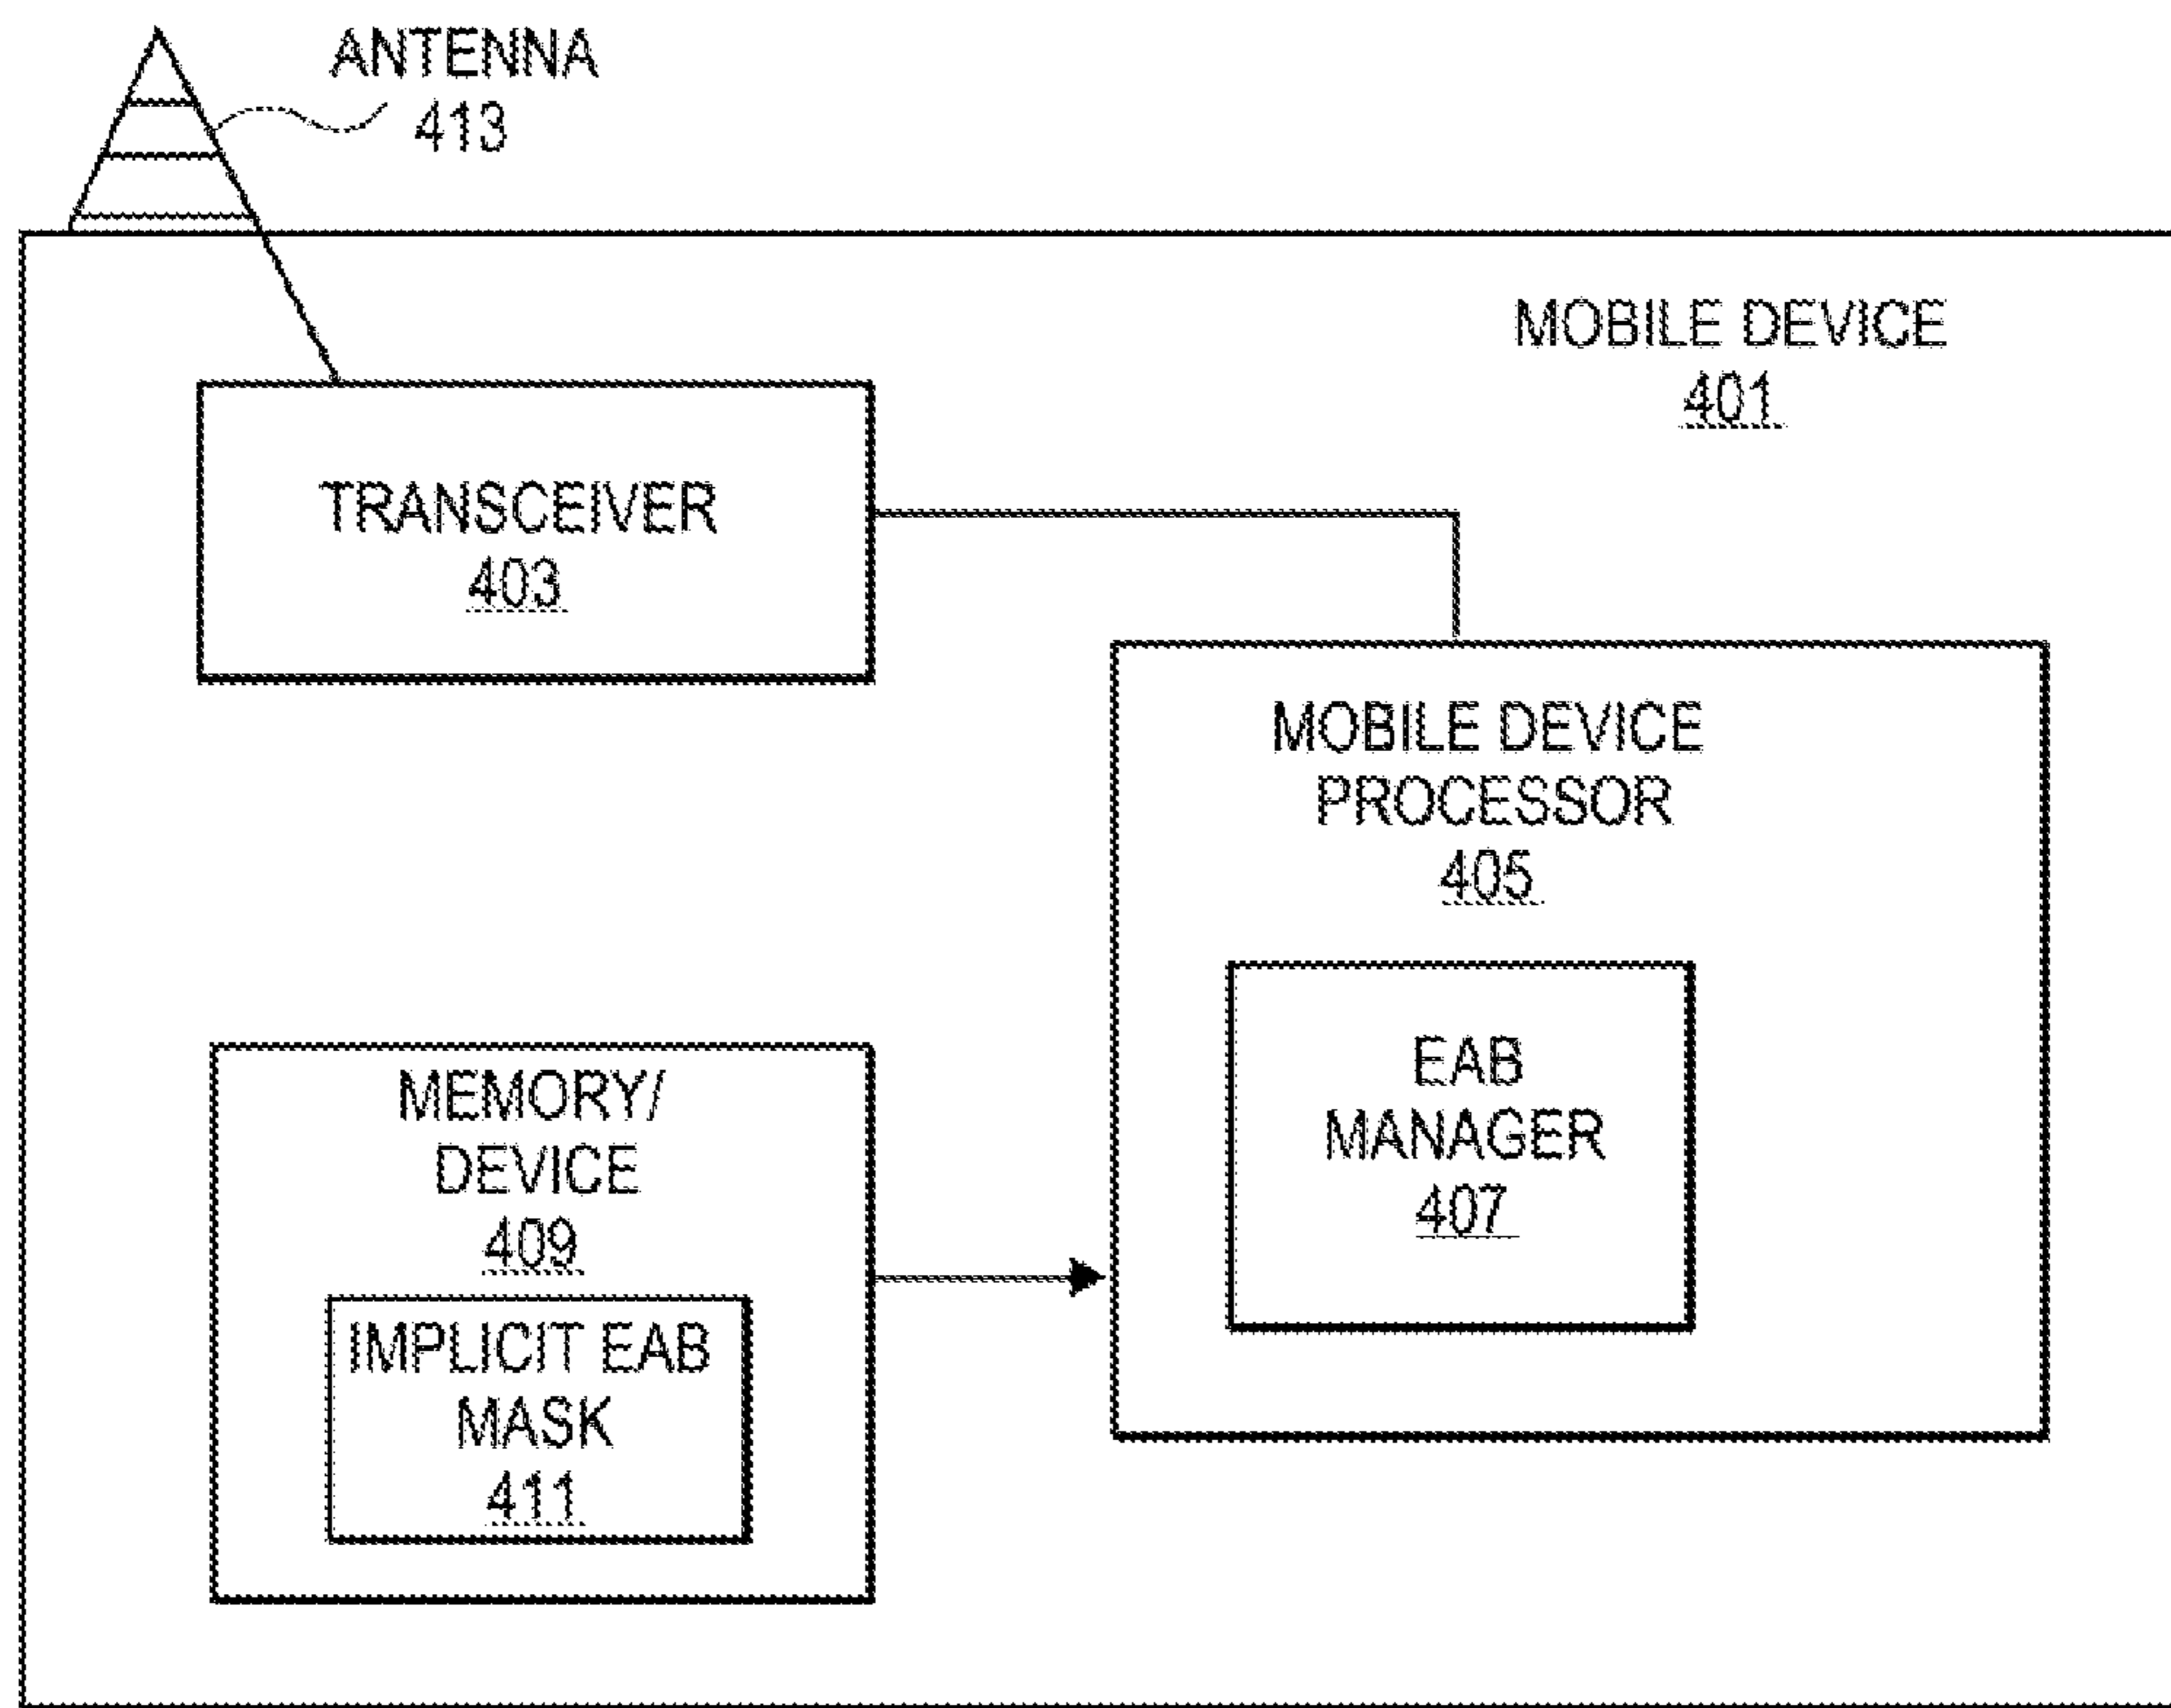 ANTENNA
413
MOBILE DEVICE
401
TRANSCEIVER
403
MOBILE DEVICE
PROCESSOR
405
EAB
MANAGER
407
MEMORY/
DEVICE
409
IMPLICIT EAB
MASK
411